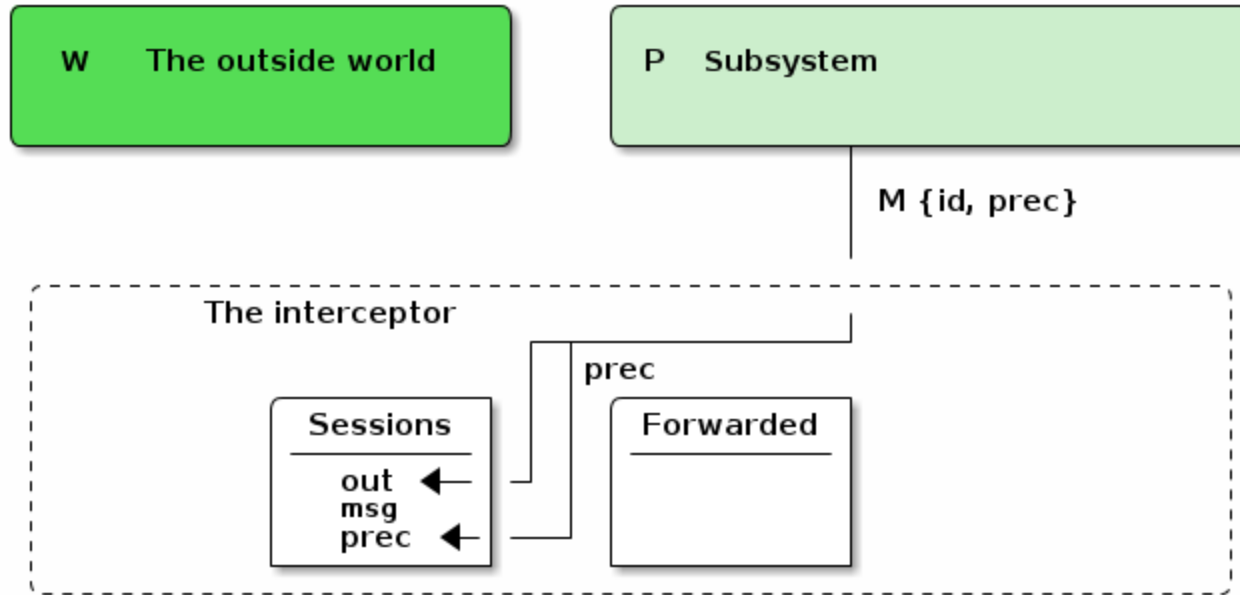 W The outside world
P Subsystem
M {id, prec}
The interceptor
prec
Sessions
out
msg
prec
Forwarded